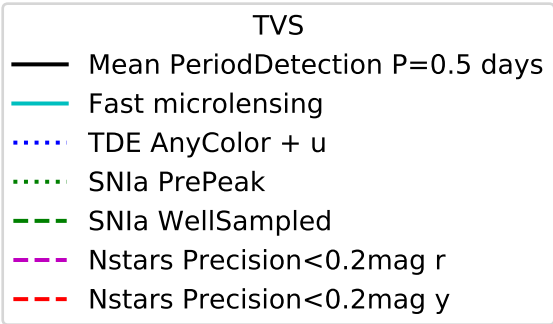 TVS
Mean PeriodDetection P=0.5 days
Fast microlensing
TDE AnyColor + u
SNIa PrePeak
SNIa WellSampled
Nstars Precision<0.2mag r
Nstars Precision<0.2mag y